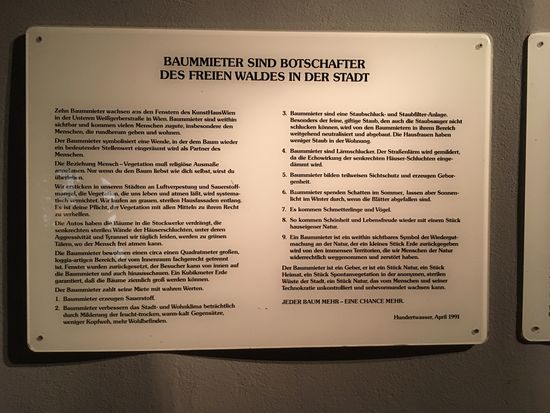 BAUMMIETER SIND BOTSCHAFTER
DES FREIEN WALDES IN DER STADT
Zehn Baummieter wachsen aus den Fenstern des KunstHausWien
in der Unteren Weißgerberstraße in Wien. Baummieter sind weithin
sichtbar und kommen vielen Menschen zugute, insbesondere den
Menschen, die rundherum gehen und wohnen.
Der Baummieter symbolisiert eine Wende, in der dem Baum wieder
ein bedeutender Stellenwert eingeräumt wird als Partner des
Menschen.
Die Beziehung Mensch – Vegetation muß religiöse Ausmaße
annehmen. Nur wenn du den Baum liebst wie dich selbst, wirst du
überleben.
Wir ersticken in unseren Städten an Luftverpestung und Sauerstoff-
mangel, die Vegetation, die uns leben und atmen läßt, wird systema-
tisch vernichtet. Wir laufen an grauen, sterilen Hausfassaden entlang.
Es ist deine Pflicht, der Vegetation mit allen Mitteln zu ihrem Recht
zu verhelfen.
Die Autos haben die Bäume in die Stockwerke verdrängt, die
senkrechten sterilen Wände der Häuserschluchten, unter deren
Aggressivität und Tyrannei wir täglich leiden, werden zu grünen
Tälern, wo der Mensch frei atmen kann.
Die Baummieter bewohnen einen circa einen Quadratmeter großen,
loggia-artigen Bereich, der vom Innenraum fachgerecht getrennt
ist. Fenster wurden zurückgesetzt, der Besucher kann von innen auf
die Baummieter und auch hinausschauen. Ein Kubikmeter Erde
garantiert, daß die Bäume ziemlich groß werden können.
Der Baummieter zahlt seine Miete mit wahren Werten.
1. Baummieter erzeugen Sauerstoff.
2. Baummieter verbessern das Stadt- und Wohnklima beträchtlich
durch Milderung der feucht-trocken, warm-kalt Gegensätze,
weniger Kopfweh, mehr Wohlbefinden.
3. Baummieter sind eine Staubschluck- und Staubfilter-Anlage.
Besonders der feine, giftige Staub, den auch die Staubsauger nicht
schlucken können, wird von den Baummietern in ihrem Bereich
weitgehend neutralisiert und abgebaut. Die Hausfrauen haben
weniger Staub in der Wohnung.
4. Baummieter sind Lärmschlucker. Der Straßenlärm wird gemildert,
da die Echowirkung der senkrechten Häuser-Schluchten einge-
dämmt wird.
5. Baummieter bilden teilweisen Sichtschutz und erzeugen Gebor-
genheit.
6. Baummieter spenden Schatten im Sommer, lassen aber Sonnen-
licht im Winter durch, wenn die Blätter abgefallen sind.
7. Es kommen Schmetterlinge und Vögel.
8. So kommen Schönheit und Lebensfreude wieder mit einem Stück
hauseigener Natur.
9. Ein Baummieter ist ein weithin sichtbares Symbol der Wiedergut-
machung an der Natur, der ein kleines Stück Erde zurückgegeben
wird von den immensen Territorien, die wir Menschen der Natur
widerrechtlich weggenommen und zerstört haben.
Der Baummieter ist ein Geber, er ist ein Stück Natur, ein Stück
Heimat, ein Stück Spontanvegetation in der anonymen, sterilen
Wüste der Stadt, ein Stück Natur, das vom Menschen und seiner
Technokratie unkontrolliert und unbevormundet wachsen kann.
JEDER BAUM MEHR – EINE CHANCE MEHR.
Hundertwasser, April 1991